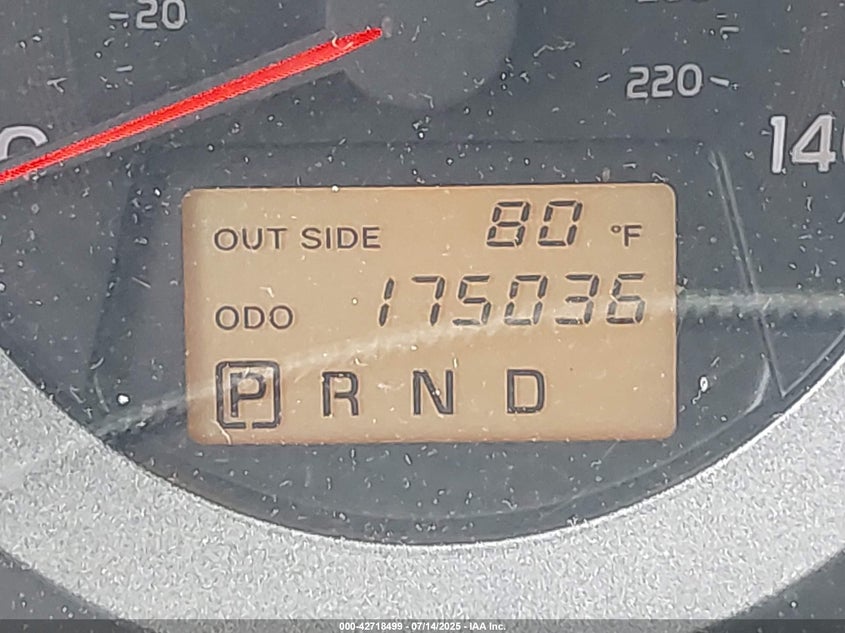 20
220
140
OUT SIDE 80 °F
ODO 175036
P R N D
000-42718499 - 07/14/2025 - IAA Inc.